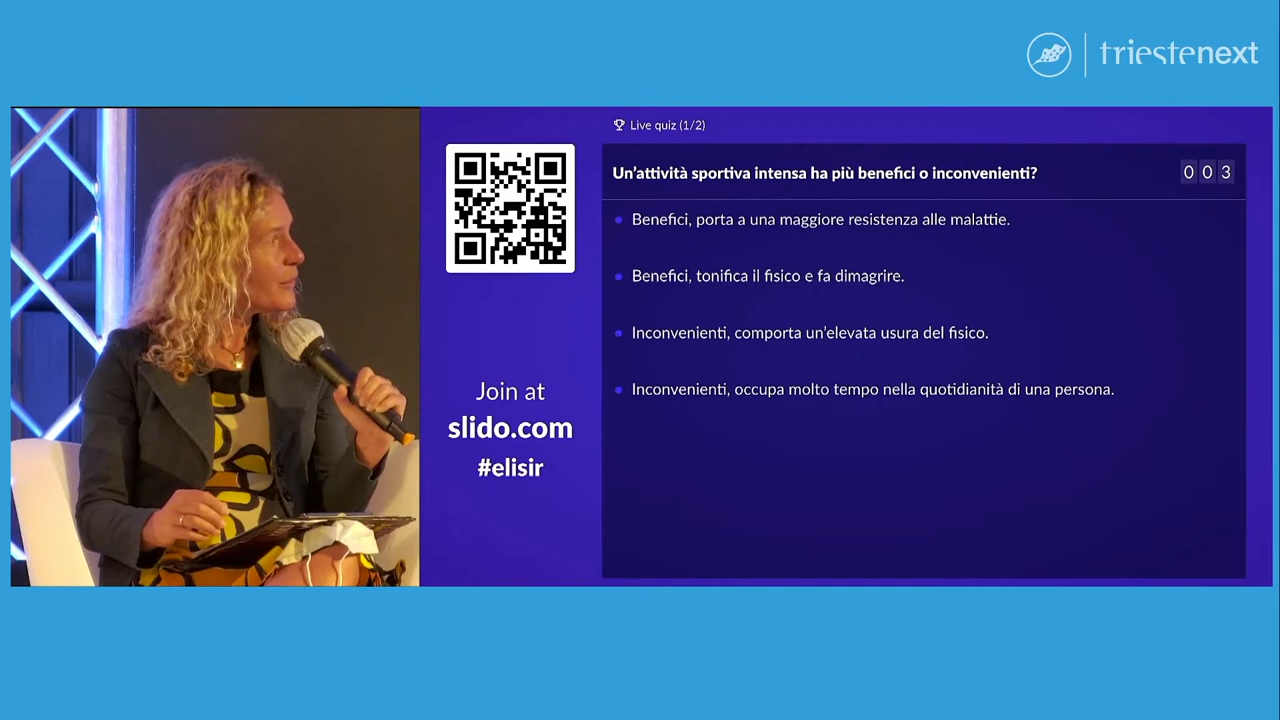 triestenext
Live quiz (1/2)
Un'attività sportiva intensa ha più benefici o inconvenienti?
0 0 3
Benefici, porta a una maggiore resistenza alle malattie.
Benefici, tonifica il fisico e fa dimagrire.
Inconvenienti, comporta un'elevata usura del fisico.
Inconvenienti, occupa molto tempo nella quotidianità di una persona.
Join at
slido.com
#elisir